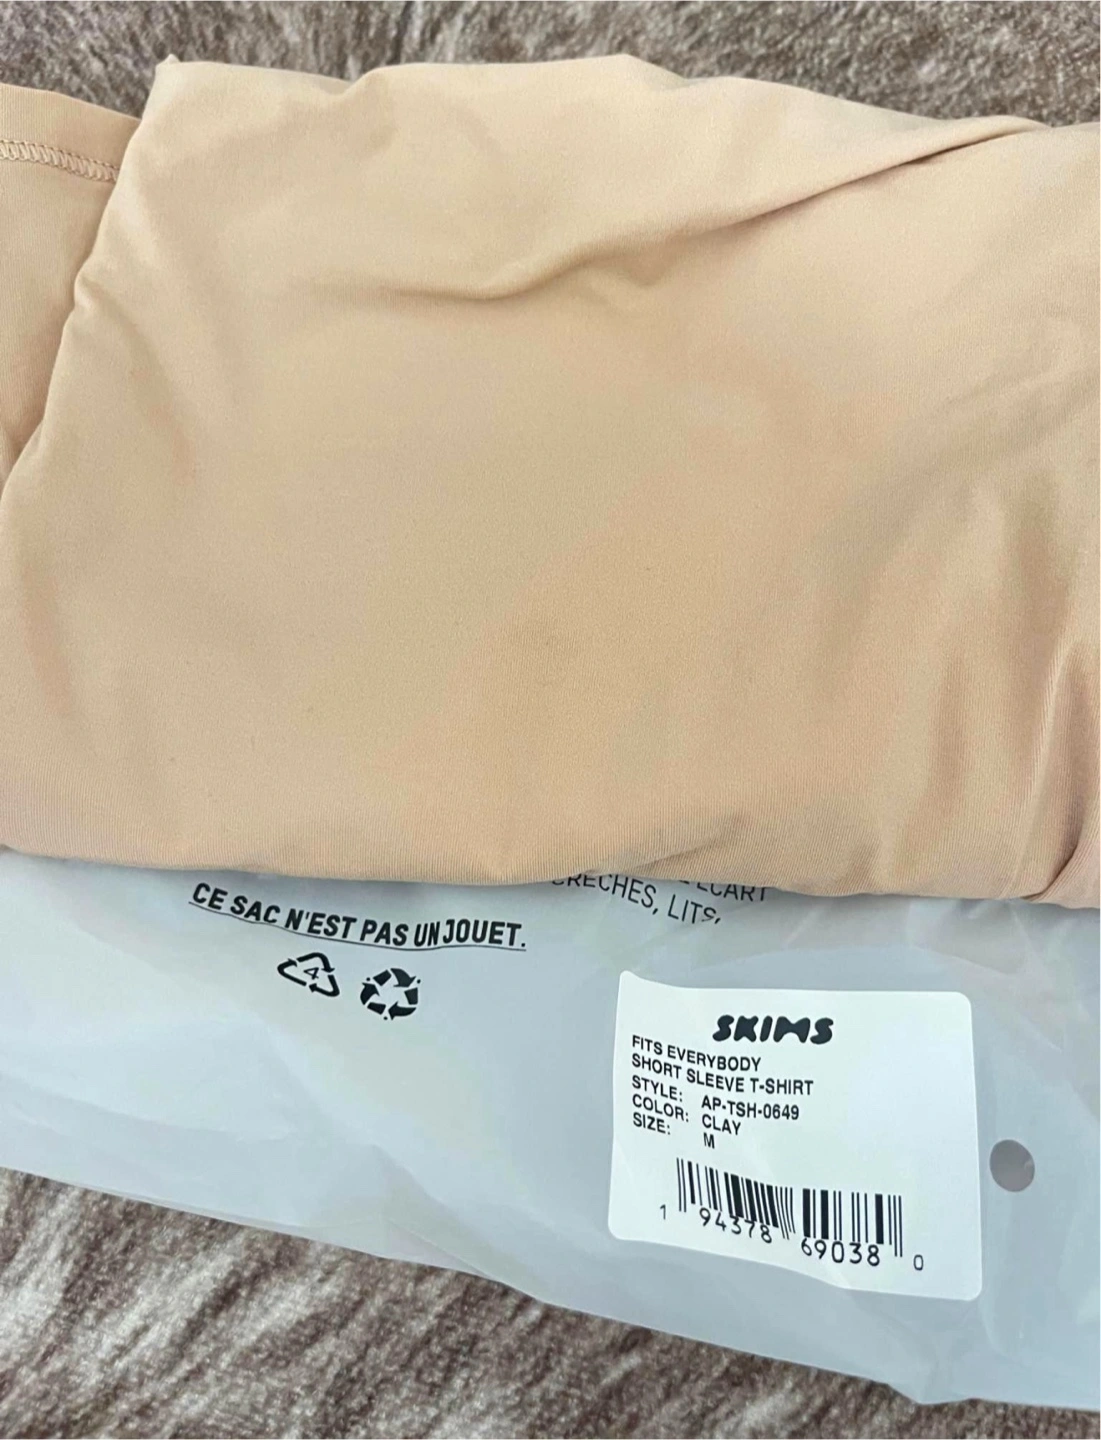 ÉCART
CRECHES, LITS,
CE SAC N'EST PAS UN JOUET.
4
SKIMS
FITS EVERYBODY
SHORT SLEEVE T-SHIRT
STYLE: AP-TSH-0649
COLOR: CLAY
SIZE: M
1 94378 69038 0